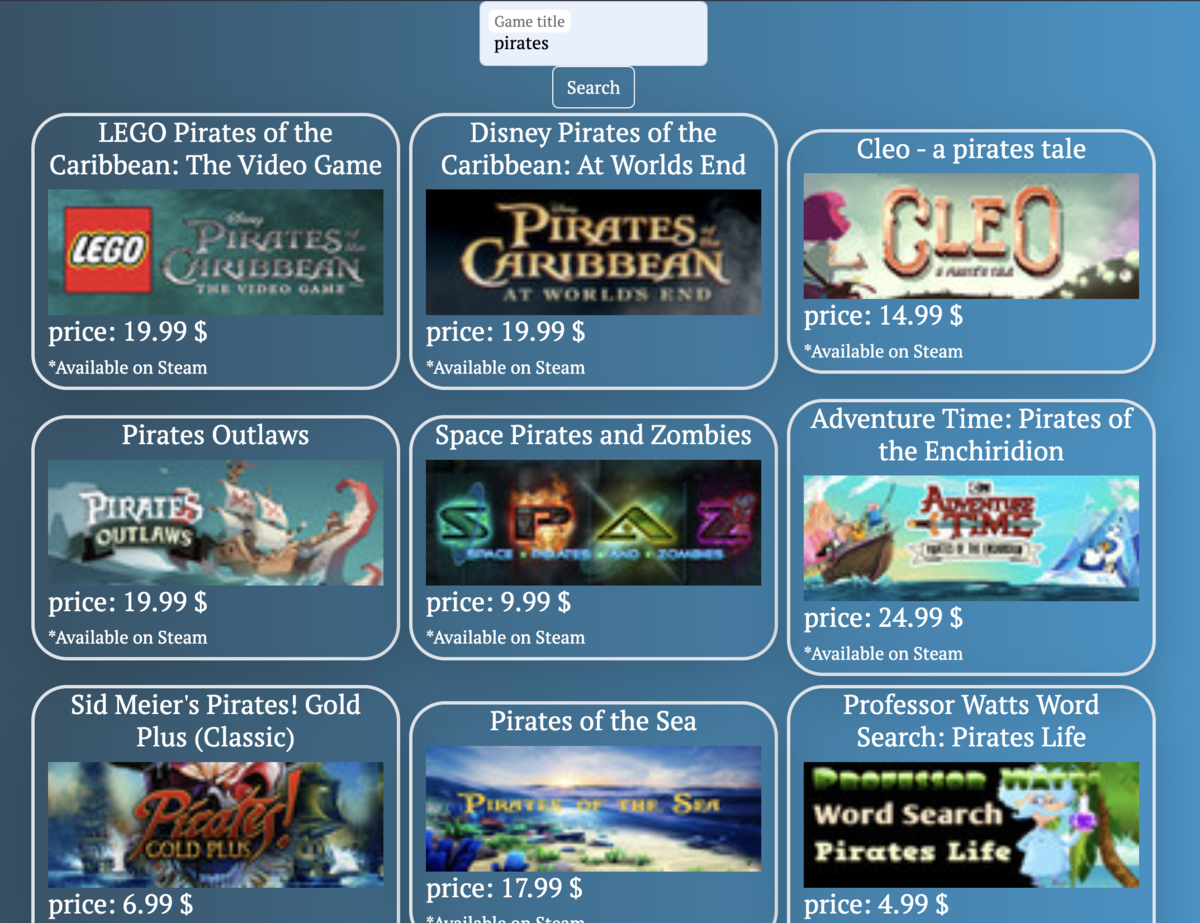 Game title
pirates
Search
LEGO Pirates of the
Caribbean: The Video Game
LEGO
Disney
PIRATES of the
CARIBBEAN
THE VIDEO GAME
price: 19.99 $
*Available on Steam
Disney Pirates of the
Caribbean: At Worlds End
Disney
PIRATES of the
CARIBBEAN
AT WORLD'S END
price: 19.99 $
*Available on Steam
Cleo - a pirates tale
CLEO
A PIRATE'S TALE
price: 14.99 $
*Available on Steam
Pirates Outlaws
PIRATES
OUTLAWS
price: 19.99 $
*Available on Steam
Space Pirates and Zombies
SPAZ
SPACE • PIRATES • AND • ZOMBIES
price: 9.99 $
*Available on Steam
Adventure Time: Pirates of
the Enchiridion
CN
ADVENTURE
TIME
PIRATES OF THE ENCHIRIDION
price: 24.99 $
*Available on Steam
Sid Meier's Pirates! Gold
Plus (Classic)
Pirates!
GOLD PLUS
price: 6.99 $
Pirates of the Sea
PIRATES OF THE SEA
price: 17.99 $
*Available on Steam
Professor Watts Word
Search: Pirates Life
PROFESSOR WATTS
Word Search
Pirates Life
price: 4.99 $